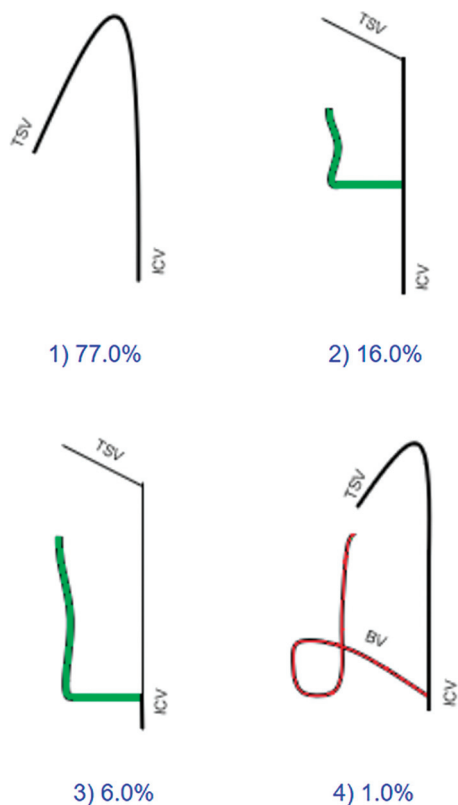 TSV
ICV
1) 77.0%
TSV
ICV
2) 16.0%
TSV
ICV
3) 6.0%
TSV
BV
ICV
4) 1.0%